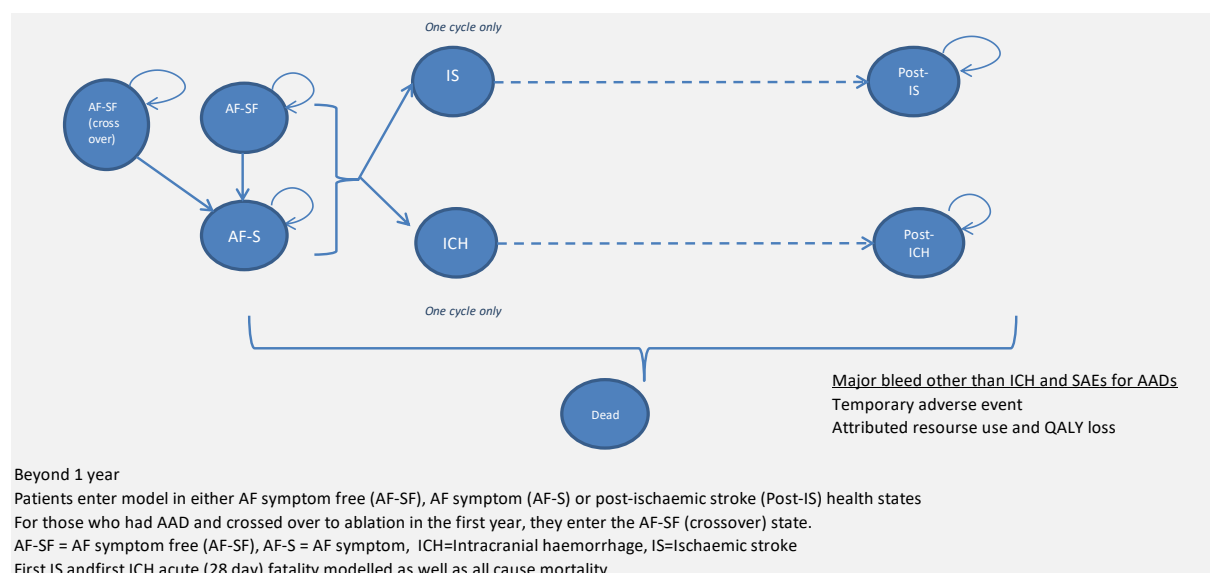 One cycle only
IS
Post-
IS
AF-SF
(cross
over)
AF-SF
AF-S
ICH
Post-
ICH
One cycle only
Dead
Major bleed other than ICH and SAEs for AADs
Temporary adverse event
Attributed resourse use and QALY loss
Beyond 1 year
Patients enter model in either AF symptom free (AF-SF), AF symptom (AF-S) or post-ischaemic stroke (Post-IS) health states
For those who had AAD and crossed over to ablation in the first year, they enter the AF-SF (crossover) state.
AF-SF = AF symptom free (AF-SF), AF-S = AF symptom, ICH=Intracranial haemorrhage, IS=Ischaemic stroke
First IS andfirst ICH acute (28 day) fatality modelled as well as all cause mortality